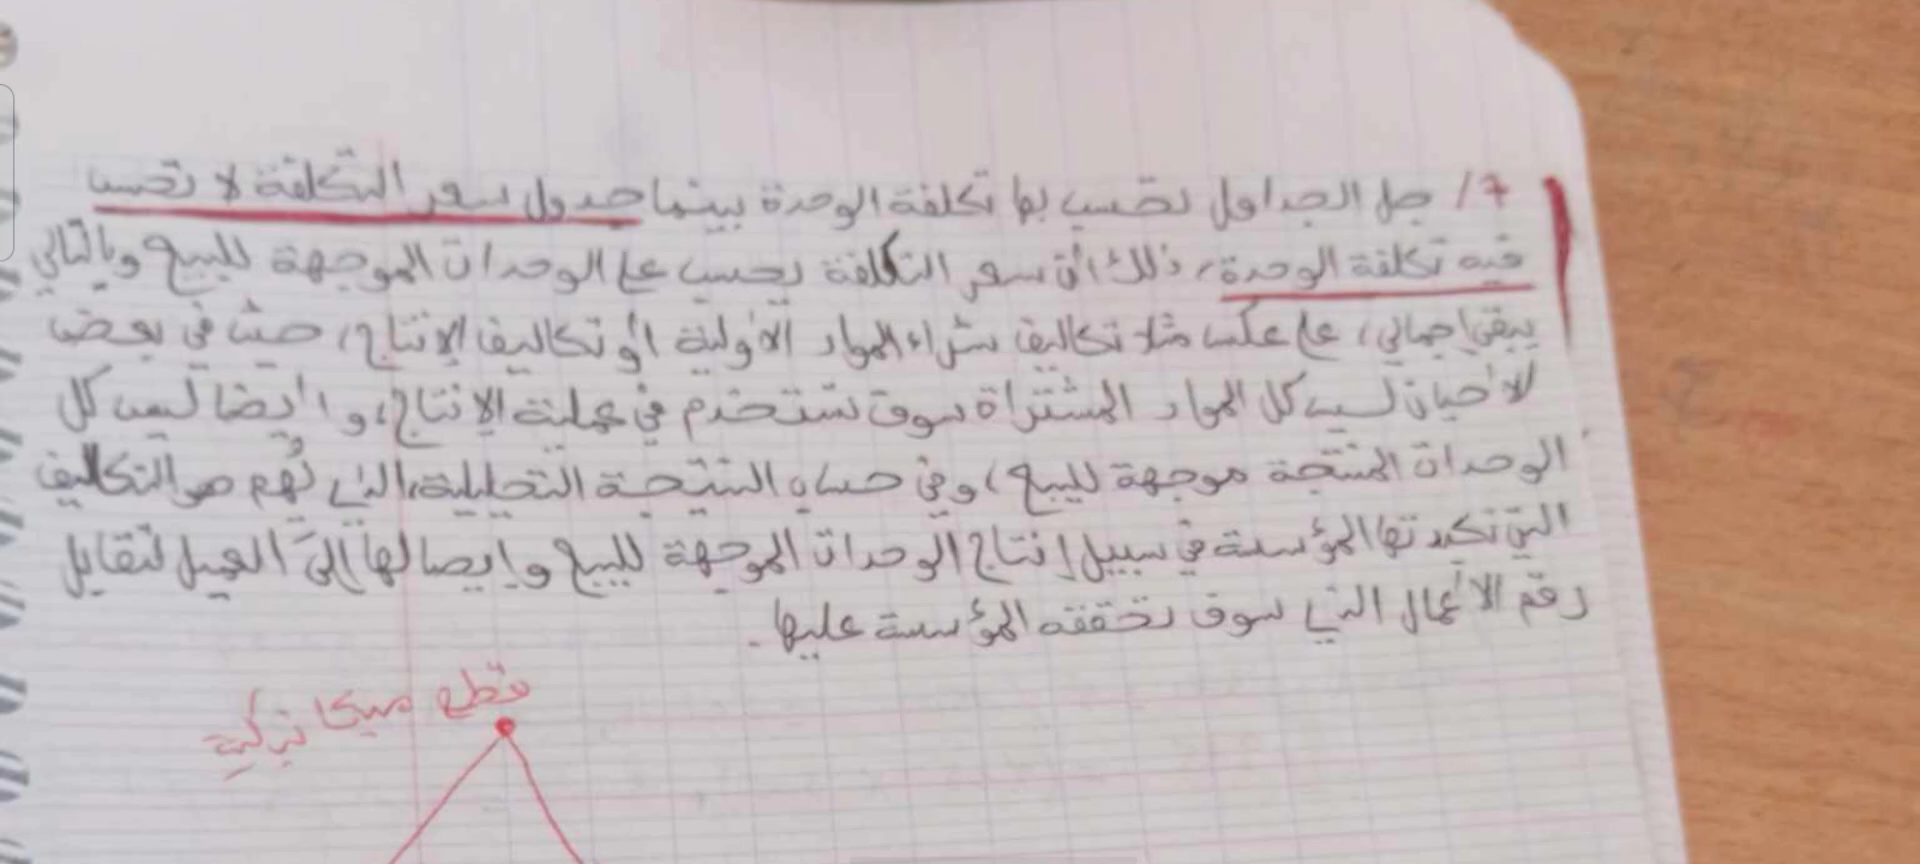 7/ جل الجداول تحسب بها تكلفة الوحدة بينما جدول سعر التكلفة لا تحسب
فيه تكلفة الوحدة، ذلك أن سعر التكلفة يحسب على الوحدات الموجهة للبيع وبالتالي
يبقى إجمالي، على عكس مثلا تكاليف شراء المواد الأولية أو تكاليف الإنتاج، حيث في بعض
الأحيان ليس كل المواد المشتراة سوف تستخدم في عملية الإنتاج، وأيضا ليس كل
الوحدات المنتجة موجهة للبيع، وفي حساب النتيجة التحليلية، الذي يهم هو التكاليف
التي تكبدتها المؤسسة في سبيل إنتاج الوحدات الموجهة للبيع وإيصالها إلى العميل لتقابل
رقم الأعمال الذي سوف تحققه المؤسسة عليها.
قطع ميكانيكية